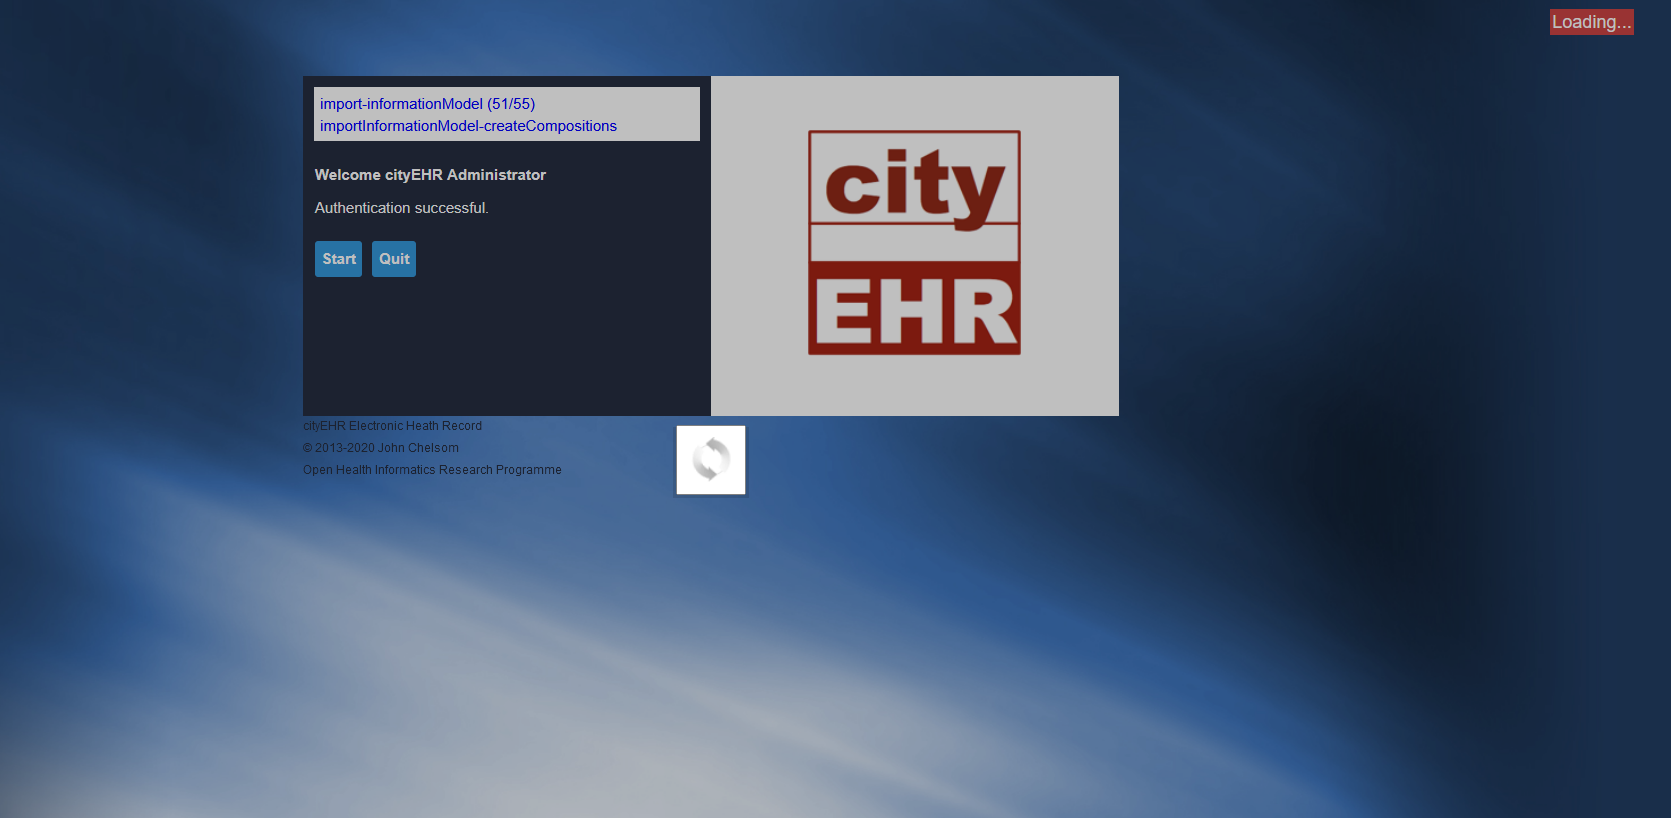 Loading...
import-informationModel (51/55)
importInformationModel-createCompositions
Welcome cityEHR Administrator
Authentication successful.
Start Quit
city
EHR
cityEHR Electronic Heath Record
© 2013-2020 John Chelsom
Open Health Informatics Research Programme